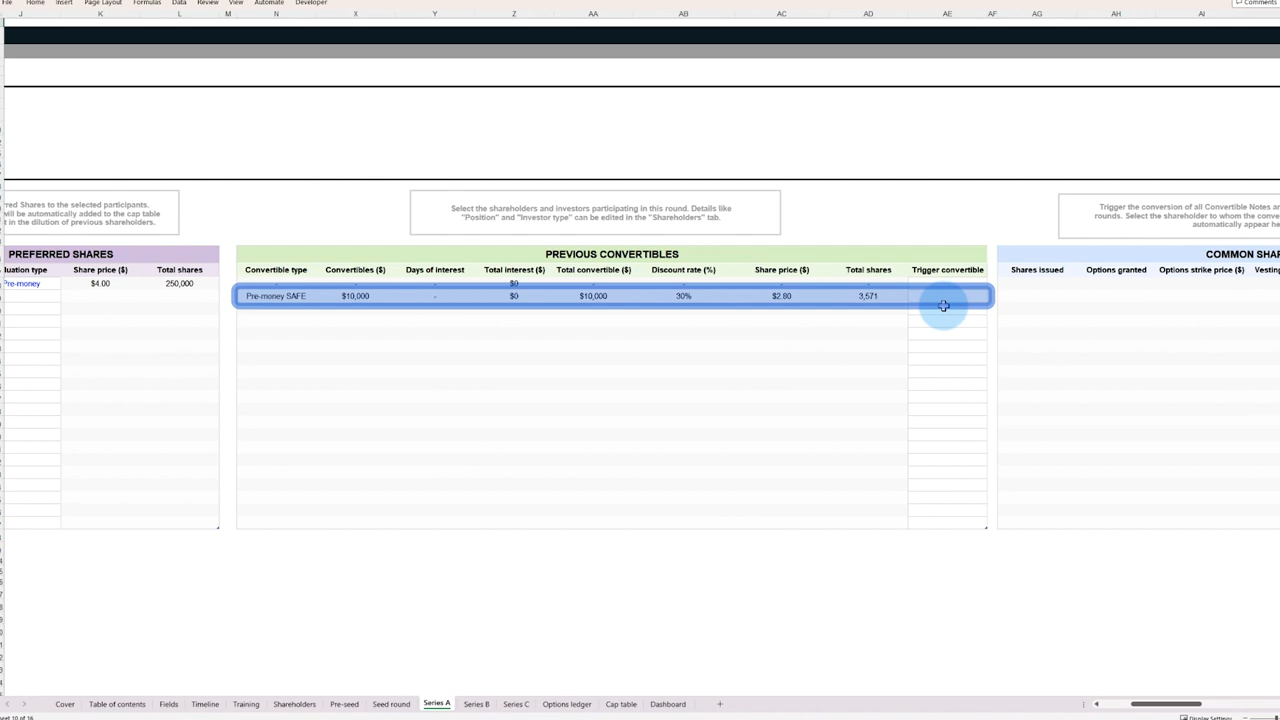 File Home Insert Page Layout Formulas Data Review View Automate Developer
Comments
J K L M N X Y Z AA AB AC AD AE AF AG AH AI
rred Shares to the selected participants.
will be automatically added to the cap table
t in the dilution of previous shareholders.
Select the shareholders and investors participating in this round. Details like
"Position" and "Investor type" can be edited in the "Shareholders" tab.
Trigger the conversion of all Convertible Notes an
rounds. Select the shareholder to whom the conve
automatically appear he
PREFERRED SHARES PREVIOUS CONVERTIBLES COMMON SHAR
luation type Share price ($) Total shares Convertible type Convertibles ($) Days of interest Total interest ($) Total convertible ($) Discount rate (%) Share price ($) Total shares Trigger convertible Shares issued Options granted Options strike price ($) Vesting
Pre-money $4.00 250,000 - - - $0 - - - -
Pre-money SAFE $10,000 - $0 $10,000 30% $2.80 3,571
Cover Table of contents Fields Timeline Training Shareholders Pre-seed Seed round Series A Series B Series C Options ledger Cap table Dashboard +
eet 10 of 16 Display Settings